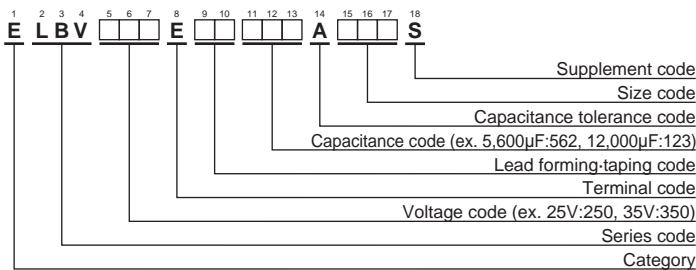 1 2 3 4 5 6 7 8 9 10 11 12 13 14 15 16 17 18
E L B V E A S
Supplement code
Size code
Capacitance tolerance code
Capacitance code (ex. 5,600µF:562, 12,000µF:123)
Lead forming·taping code
Terminal code
Voltage code (ex. 25V:250, 35V:350)
Series code
Category